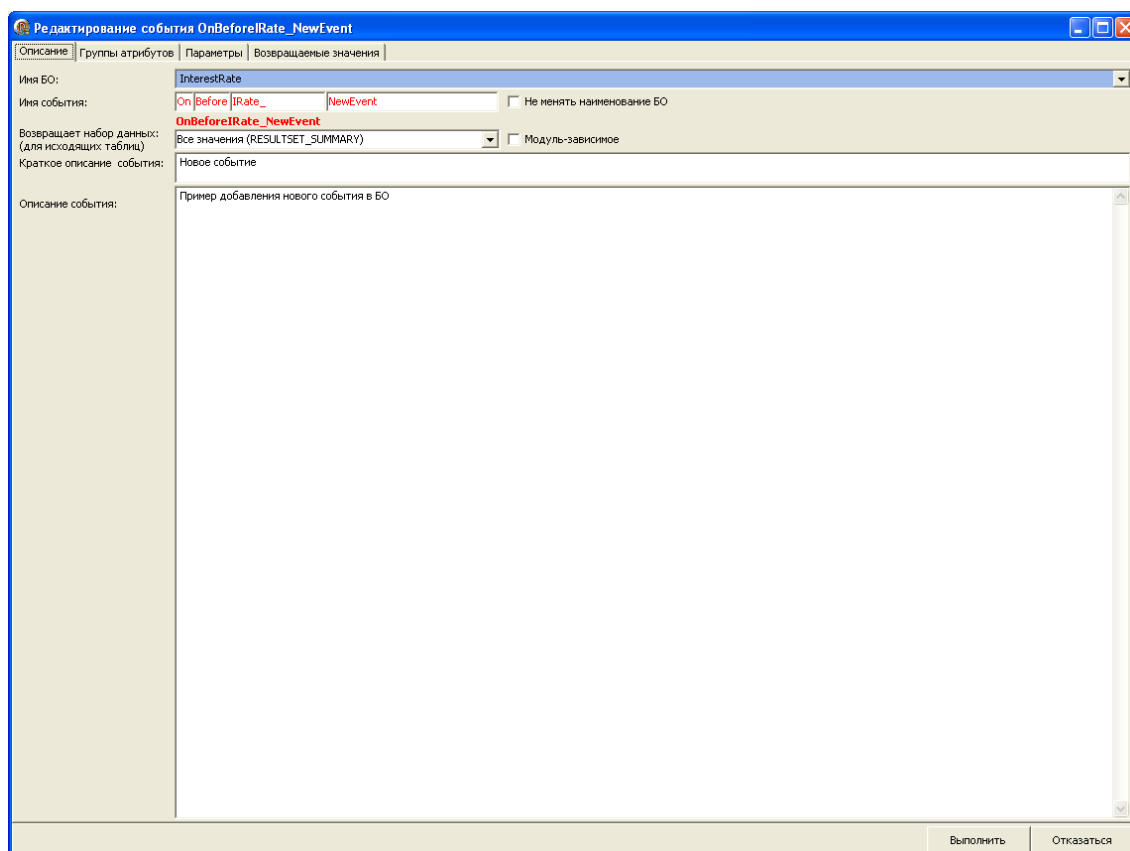 Редактирование события OnBeforeIRate_NewEvent
Описание Группы атрибутов Параметры Возвращаемые значения
Имя БО: InterestRate
Имя события: On Before IRate_ NewEvent Не менять наименование БО
OnBeforeIRate_NewEvent
Возвращает набор данных:
(для исходящих таблиц) Все значения (RESULTSET_SUMMARY) Модуль-зависимое
Краткое описание события: Новое событие
Описание события: Пример добавления нового события в БО
Выполнить Отказаться